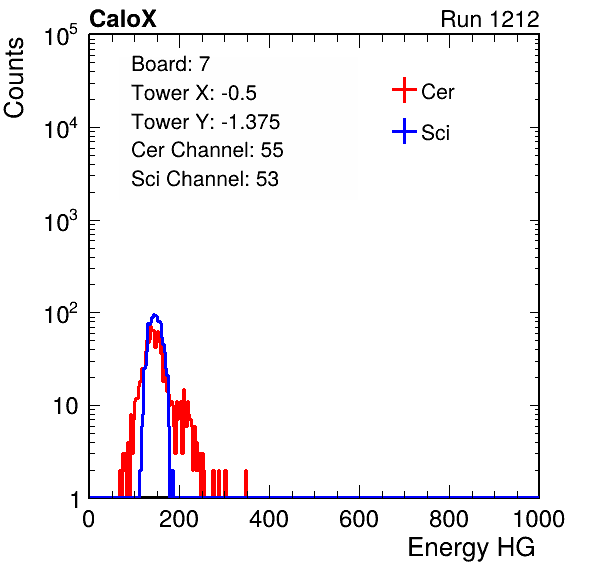 CaloX
Run 1212
Counts
10^5
10^4
10^3
10^2
10
1
Board: 7
Tower X: -0.5
Tower Y: -1.375
Cer Channel: 55
Sci Channel: 53
Cer
Sci
0 200 400 600 800 1000
Energy HG